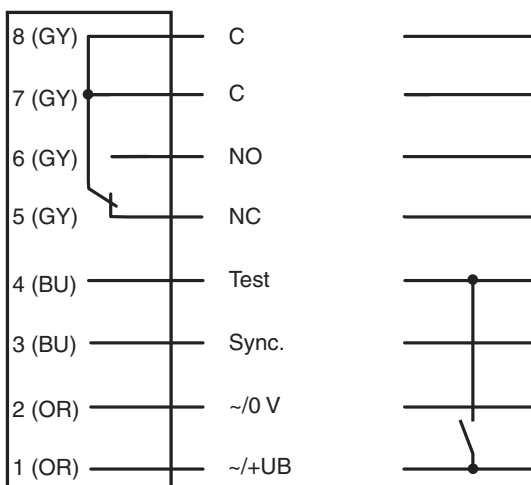 8 (GY) C
7 (GY) C
6 (GY) NO
5 (GY) NC
4 (BU) Test
3 (BU) Sync.
2 (OR) ~/0 V
1 (OR) ~/+UB